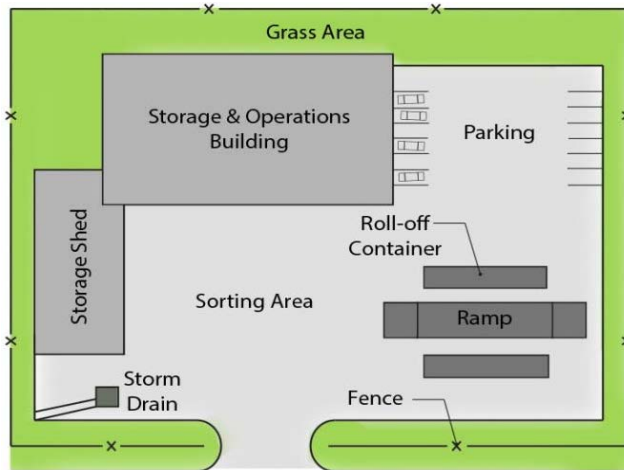 Grass Area
Storage & Operations
Building
Parking
Storage Shed
Roll-off
Container
Sorting Area
Ramp
Storm
Drain
Fence